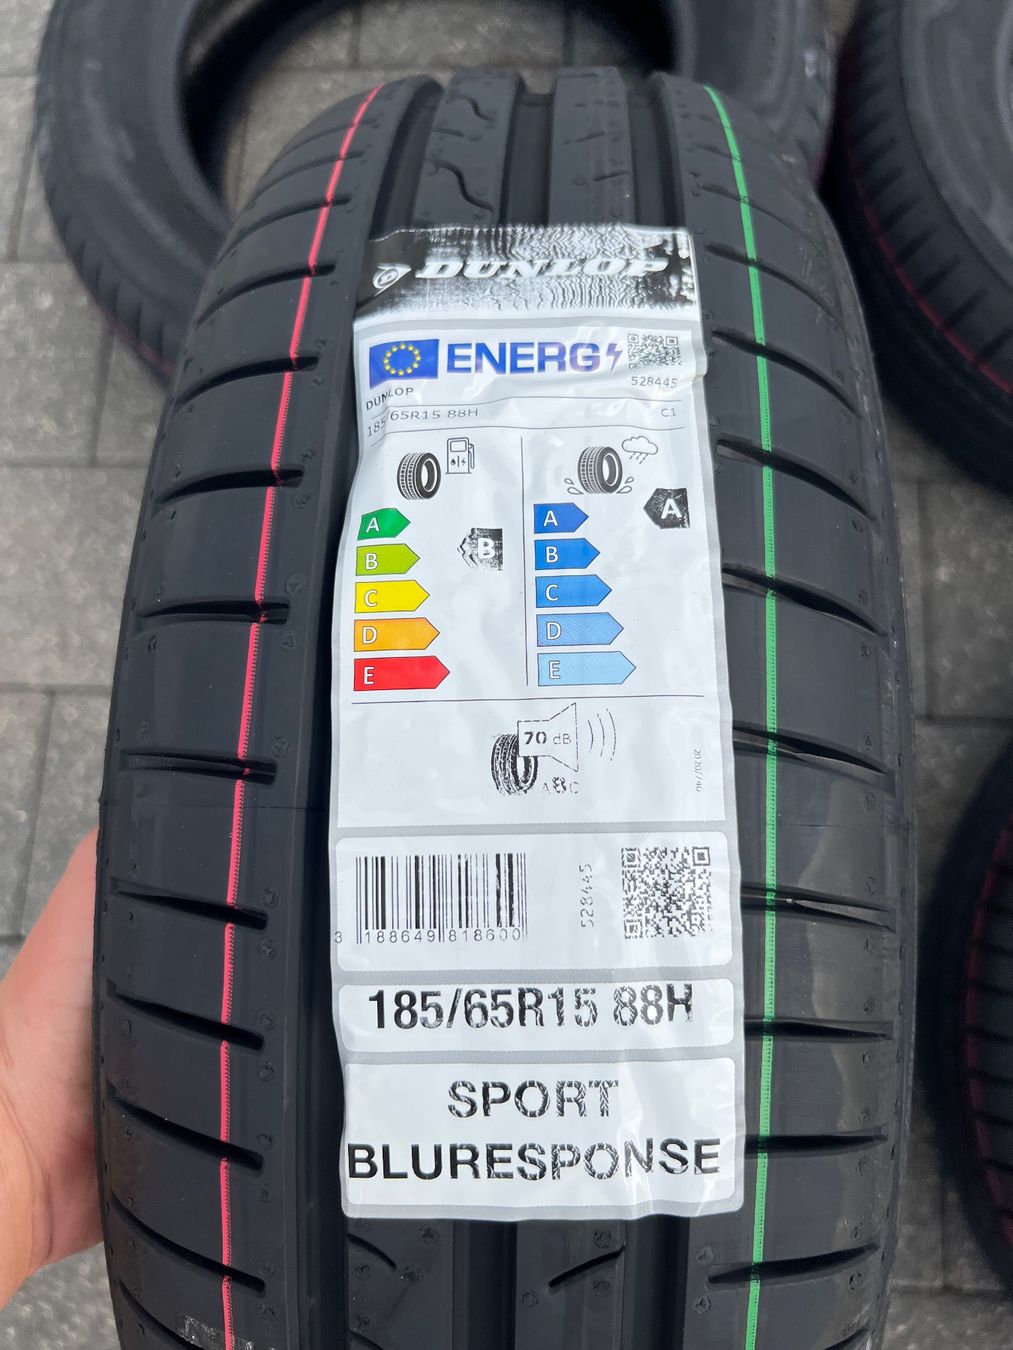 DUNLOP
ENERG
528445
DUNLOP
185/65R15 88H
C1
A
B
C
D
E
B
A
B
C
D
E
A
70 dB
ABC
2020/740
3 188649 818600
528445
185/65R15 88H
SPORT
BLURESPONSE